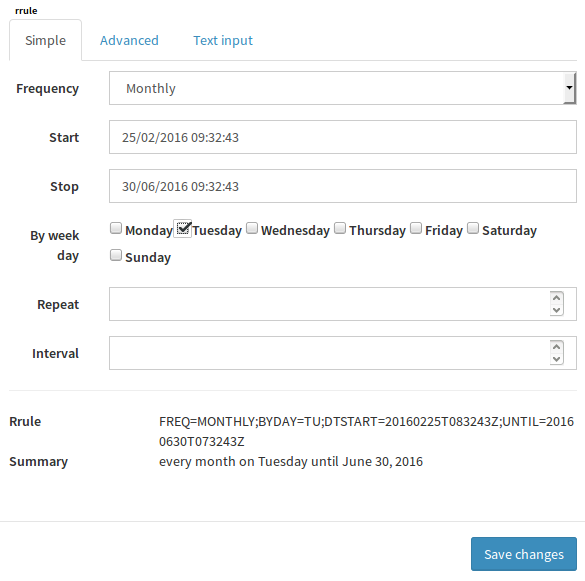 rrule
Simple Advanced Text input
Frequency Monthly
Start 25/02/2016 09:32:43
Stop 30/06/2016 09:32:43
By week day Monday Tuesday Wednesday Thursday Friday Saturday
Sunday
Repeat
Interval
Rrule FREQ=MONTHLY;BYDAY=TU;DTSTART=20160225T083243Z;UNTIL=2016
0630T073243Z
Summary every month on Tuesday until June 30, 2016
Save changes